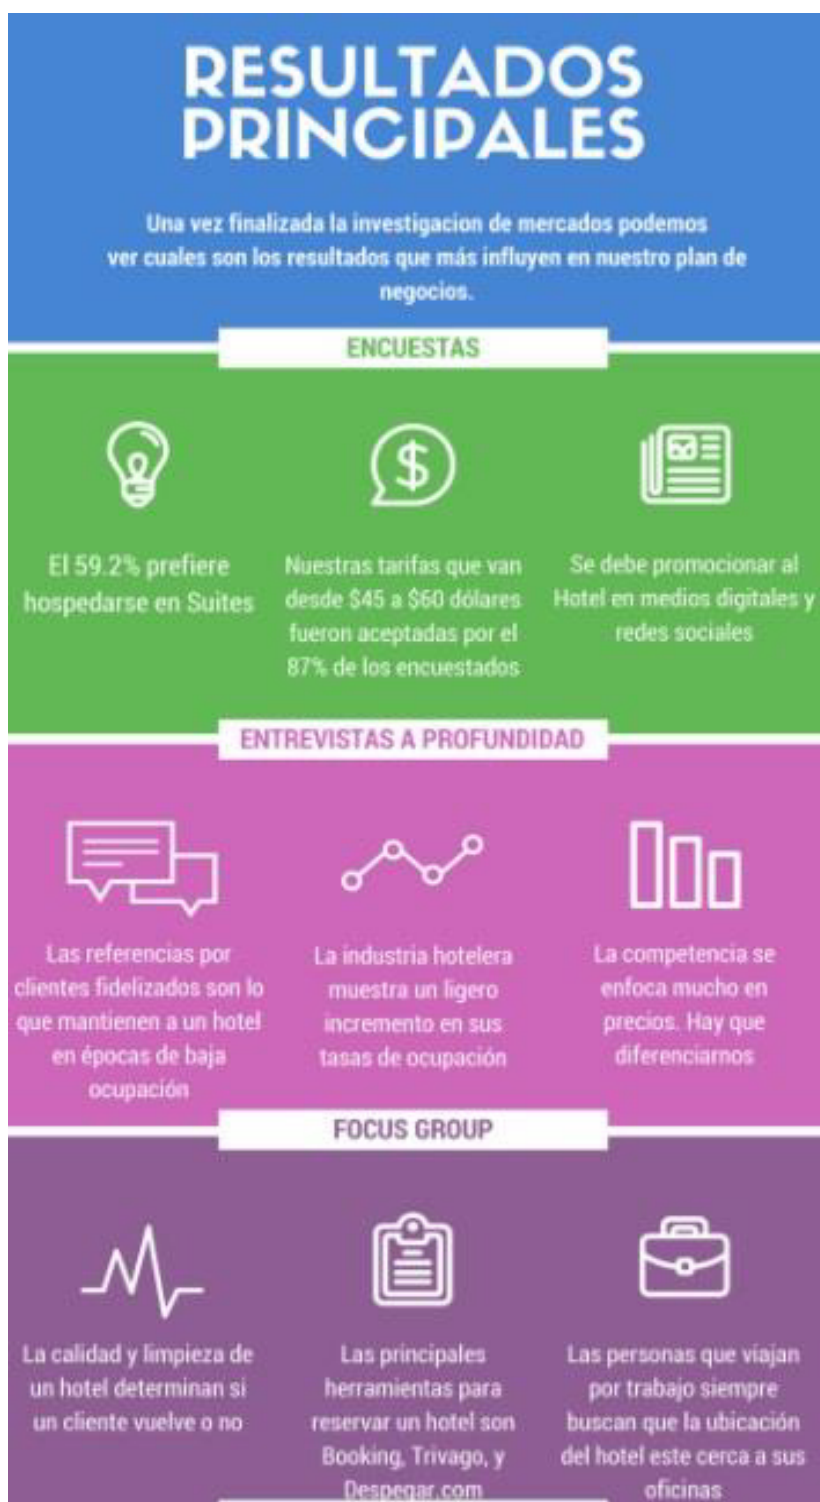 RESULTADOS
PRINCIPALES
Una vez finalizada la investigacion de mercados podemos
ver cuales son los resultados que más influyen en nuestro plan de
negocios.
ENCUESTAS
El 59.2% prefiere
hospedarse en Suites
Nuestras tarifas que van
desde $45 a $60 dólares
fueron aceptadas por el
87% de los encuestados
Se debe promocionar al
Hotel en medios digitales y
redes sociales
ENTREVISTAS A PROFUNDIDAD
Las referencias por
clientes fidelizados son lo
que mantienen a un hotel
en épocas de baja
ocupación
La industria hotelera
muestra un ligero
incremento en sus
tasas de ocupación
La competencia se
enfoca mucho en
precios. Hay que
diferenciarnos
FOCUS GROUP
La calidad y limpieza de
un hotel determinan si
un cliente vuelve o no
Las principales
herramientas para
reservar un hotel son
Booking, Trivago, y
Despegar.com
Las personas que viajan
por trabajo siempre
buscan que la ubicación
del hotel este cerca a sus
oficinas